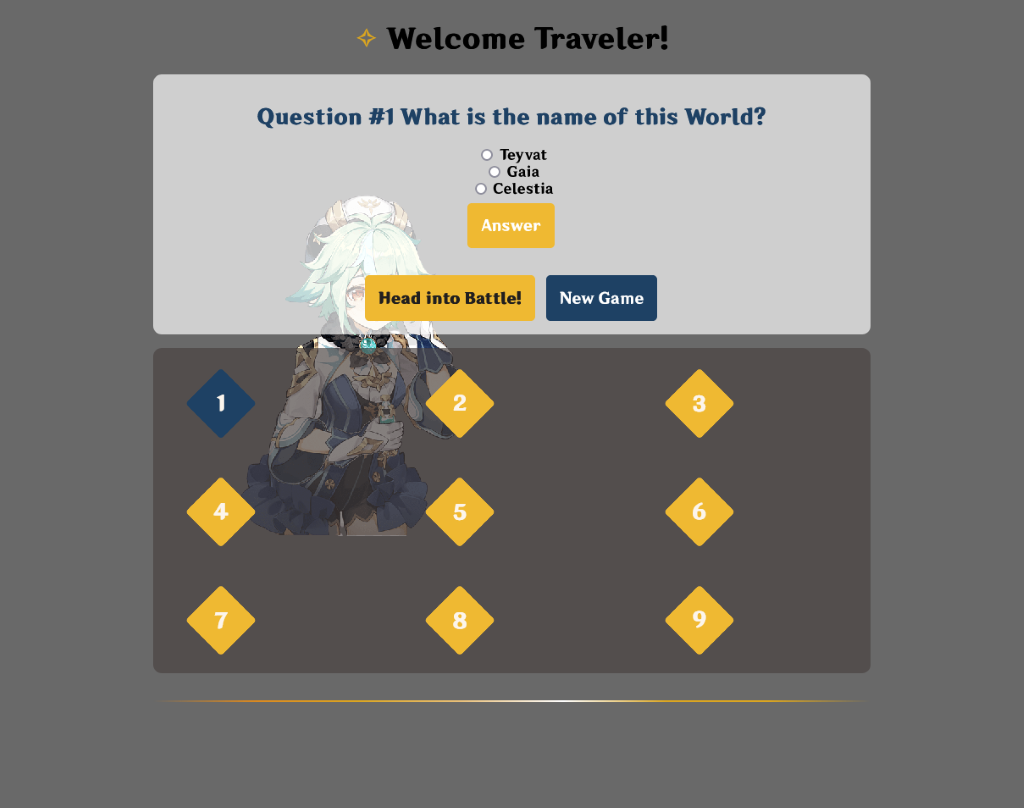 Welcome Traveler!
Question #1 What is the name of this World?
Teyvat
Gaia
Celestia
Answer
Head into Battle! New Game
1 2 3
4 5 6
7 8 9